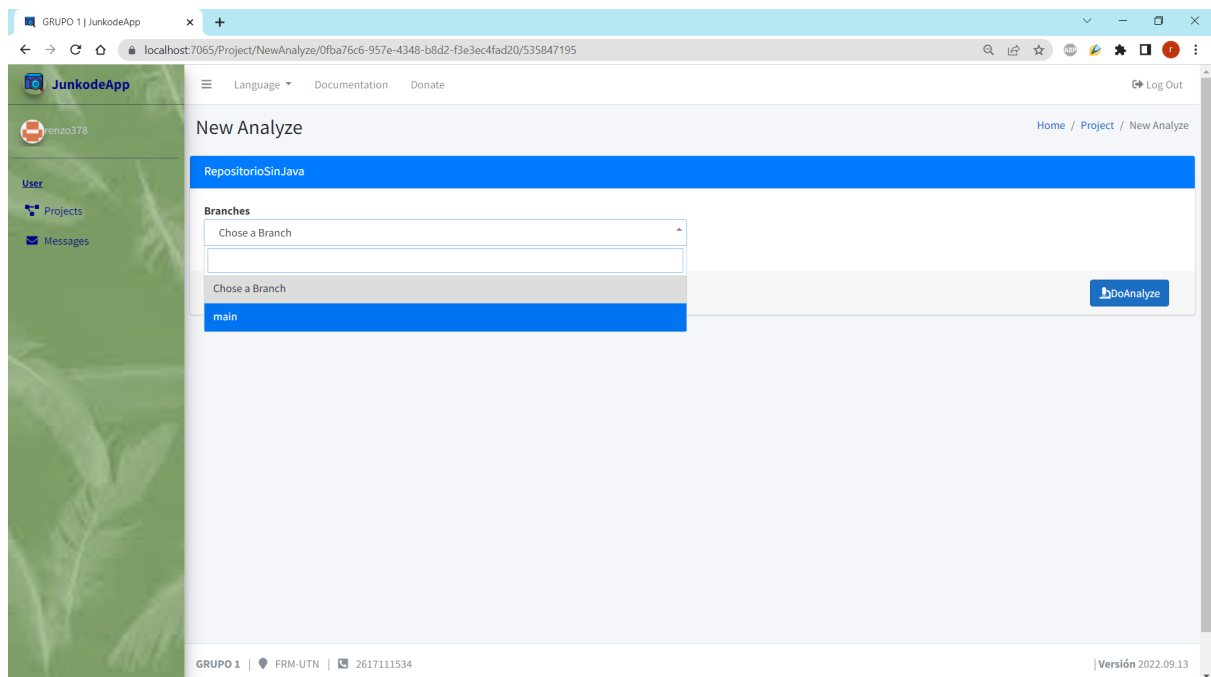 GRUPO 1 | JunkodeApp
localhost:7065/Project/NewAnalyze/0fba76c6-957e-4348-b8d2-f3e3ec4fad20/535847195
ABP
r
JunkodeApp
Language
Documentation
Donate
Log Out
renzo378
New Analyze
Home / Project / New Analyze
User
Projects
Messages
RepositorioSinJava
Branches
Chose a Branch
Chose a Branch
main
DoAnalyze
GRUPO 1 | FRM-UTN | 2617111534
| Versión 2022.09.13